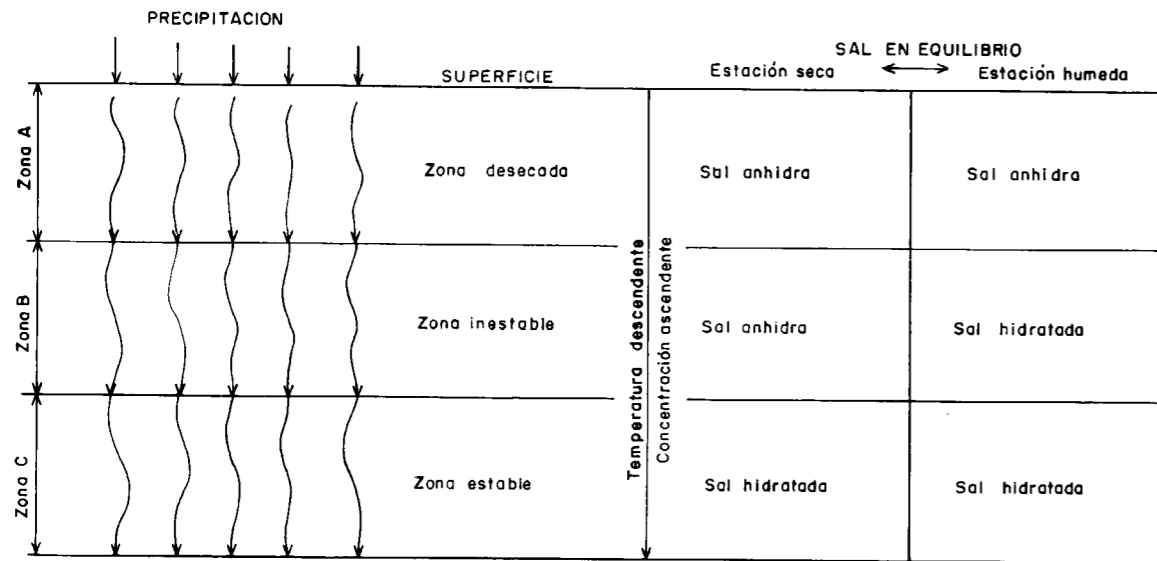 PRECIPITACION
SAL EN EQUILIBRIO
SUPERFICIE
Estación seca
Estación humeda
Zona A
Zona desecada
Sal anhidra
Sal anhidra
Zona B
Zona inestable
Sal anhidra
Sal hidratada
Temperatura descendente
Concentración ascendente
Zona C
Zona estable
Sal hidratada
Sal hidratada